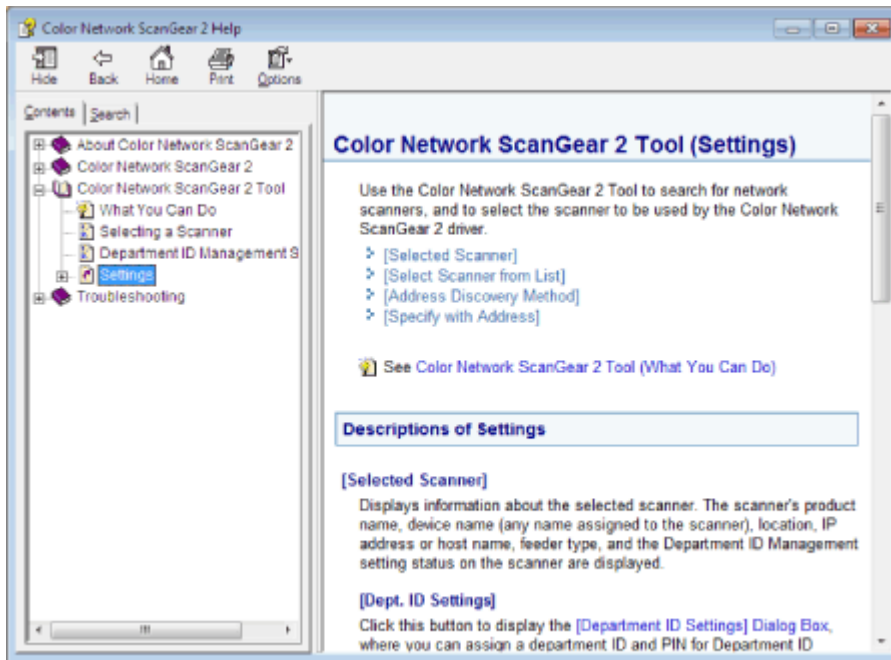 Color Network ScanGear 2 Help
Hide Back Home Print Options
Contents Search
About Color Network ScanGear 2
Color Network ScanGear 2
Color Network ScanGear 2 Tool
What You Can Do
Selecting a Scanner
Department ID Management S
Settings
Troubleshooting
Color Network ScanGear 2 Tool (Settings)
Use the Color Network ScanGear 2 Tool to search for network
scanners, and to select the scanner to be used by the Color Network
ScanGear 2 driver.
[Selected Scanner]
[Select Scanner from List]
[Address Discovery Method]
[Specify with Address]
See Color Network ScanGear 2 Tool (What You Can Do)
Descriptions of Settings
[Selected Scanner]
Displays information about the selected scanner. The scanner's product
name, device name (any name assigned to the scanner), location, IP
address or host name, feeder type, and the Department ID Management
setting status on the scanner are displayed.
[Dept. ID Settings]
Click this button to display the [Department ID Settings] Dialog Box,
where you can assign a department ID and PIN for Department ID